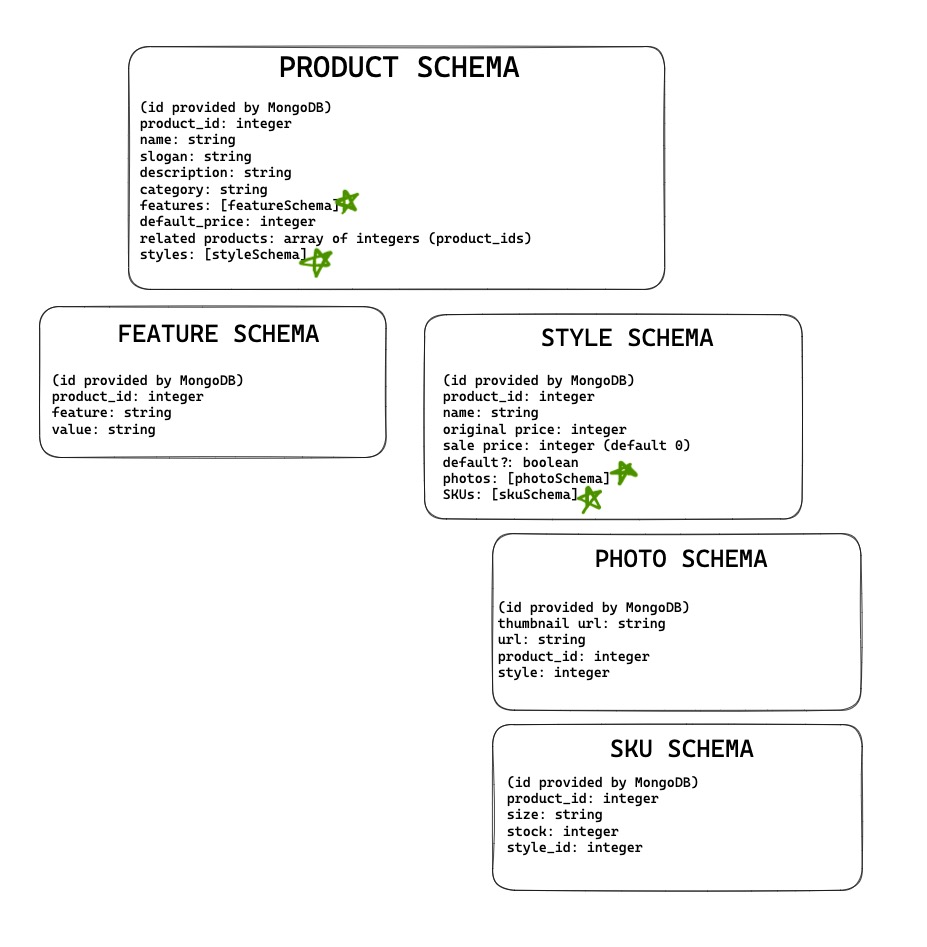 PRODUCT SCHEMA
(id provided by MongoDB)
product_id: integer
name: string
slogan: string
description: string
category: string
features: [featureSchema]
default_price: integer
related products: array of integers (product_ids)
styles: [styleSchema]
FEATURE SCHEMA
(id provided by MongoDB)
product_id: integer
feature: string
value: string
STYLE SCHEMA
(id provided by MongoDB)
product_id: integer
name: string
original price: integer
sale price: integer (default 0)
default?: boolean
photos: [photoSchema]
SKUs: [skuSchema]
PHOTO SCHEMA
(id provided by MongoDB)
thumbnail url: string
url: string
product_id: integer
style: integer
SKU SCHEMA
(id provided by MongoDB)
product_id: integer
size: string
stock: integer
style_id: integer